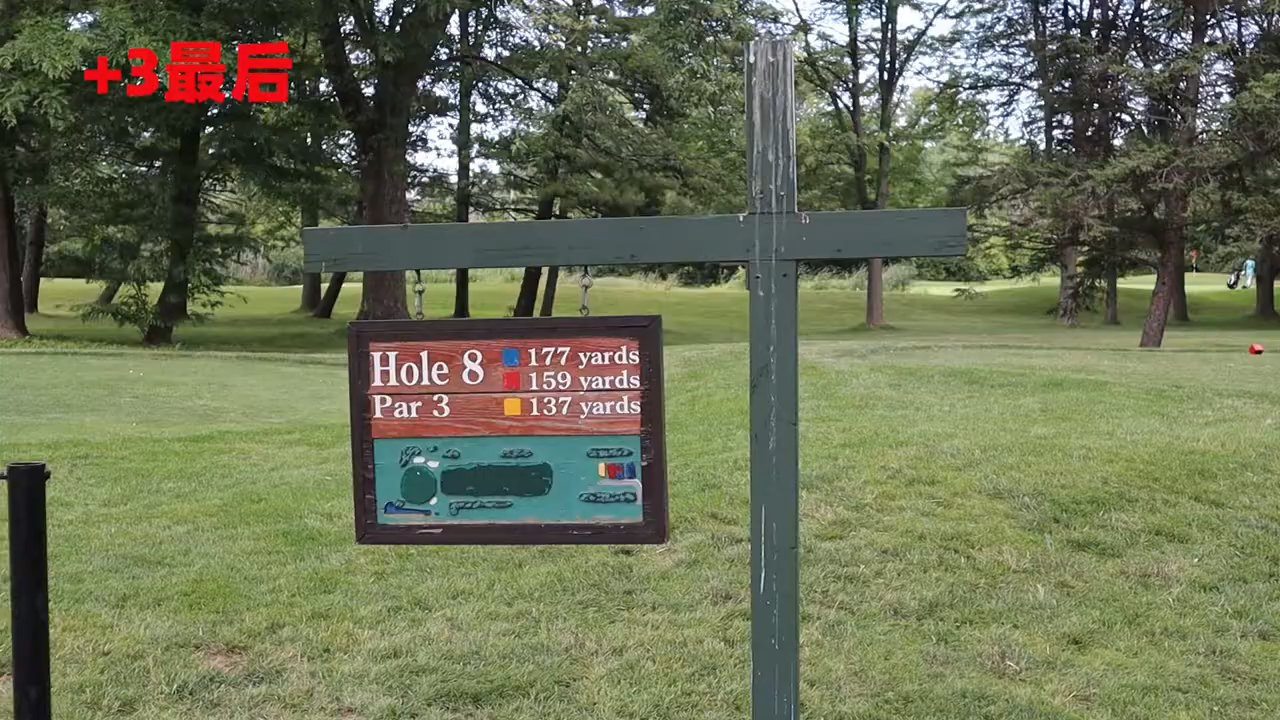 +3最后
Hole 8
Par 3
177 yards
159 yards
137 yards